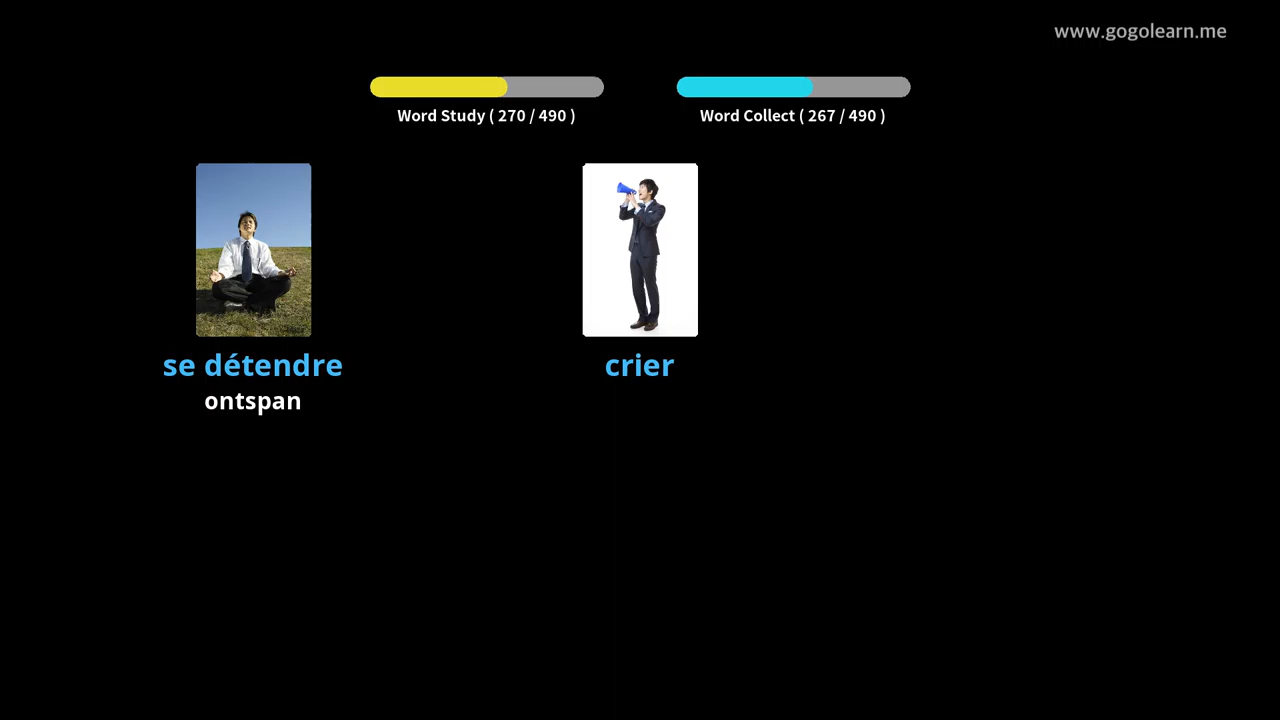 www.gogolearn.me
Word Study ( 270 / 490 )
Word Collect ( 267 / 490 )
se détendre
ontspan
crier